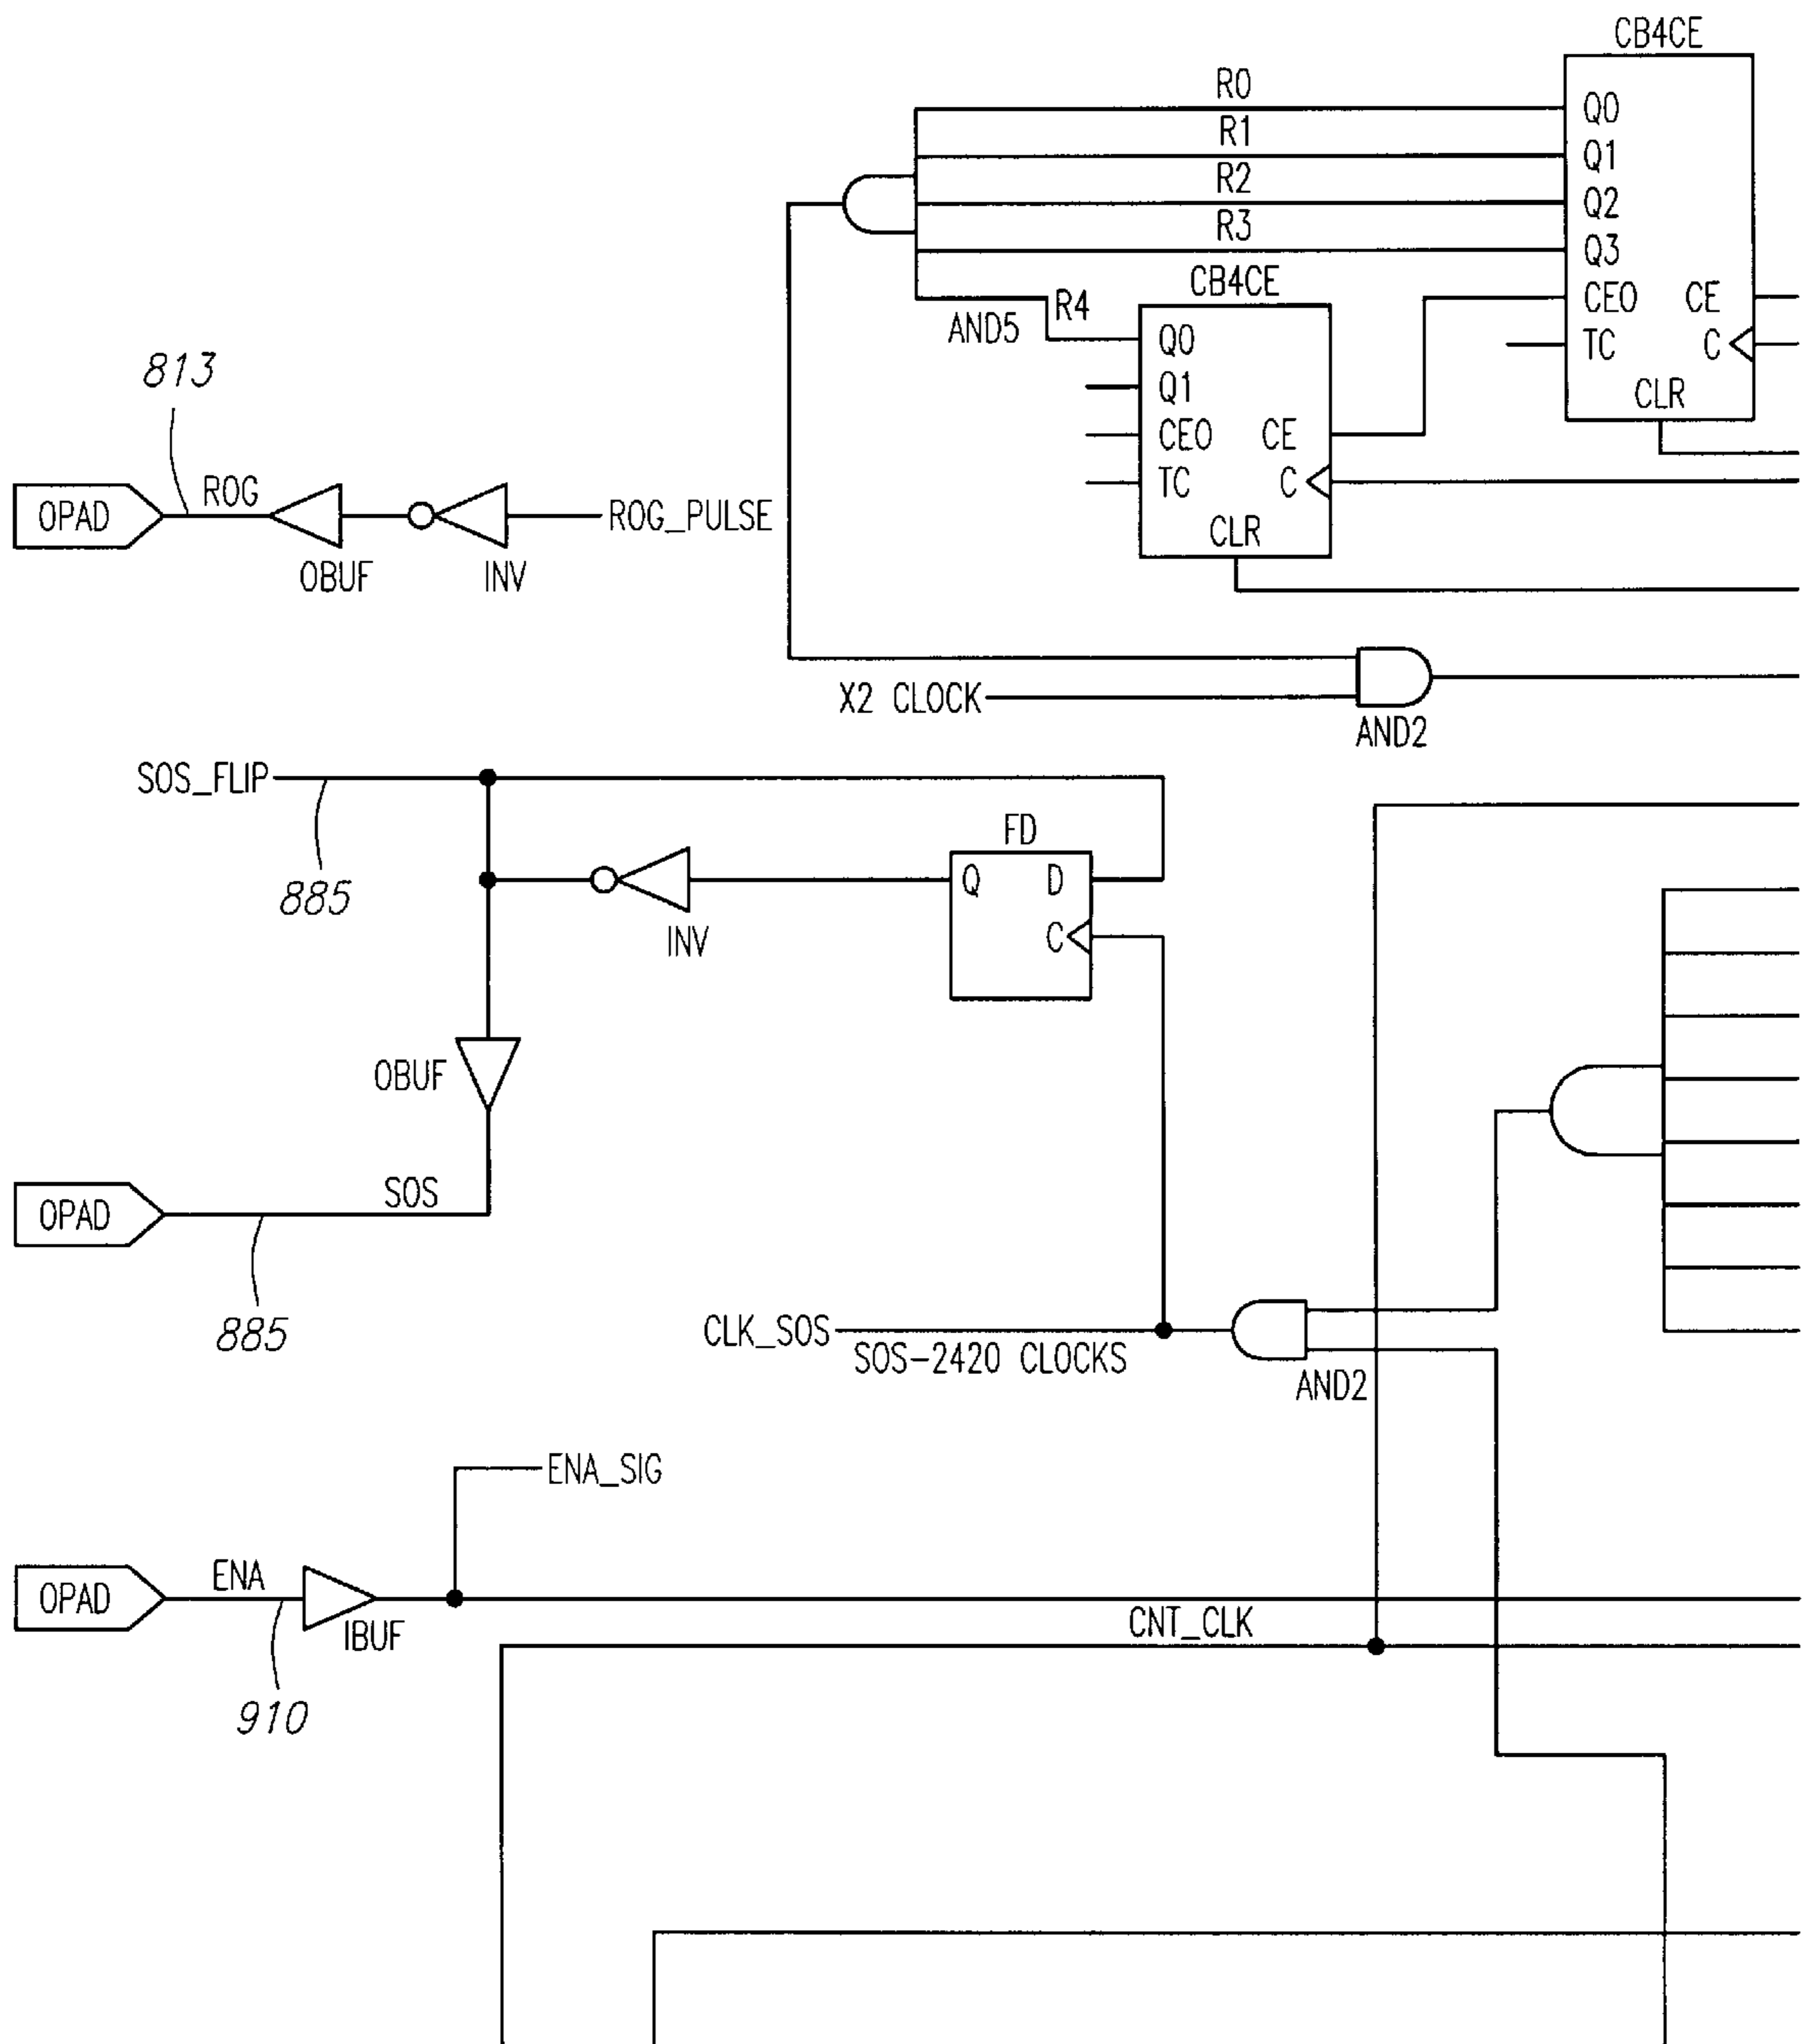 CB4CE
R0
Q0
R1
Q1
R2
Q2
R3
Q3
CB4CE
CEO CE
R4
AND5
Q0
TC C
813
Q1
CLR
CEO CE
ROG
TC C
OPAD
ROG_PULSE
CLR
OBUF
INV
X2 CLOCK
AND2
SOS_FLIP
FD
885
Q D
INV
C
OBUF
SOS
OPAD
885
CLK_SOS
SOS-2420 CLOCKS
AND2
ENA_SIG
ENA
OPAD
IBUF
CNT_CLK
910